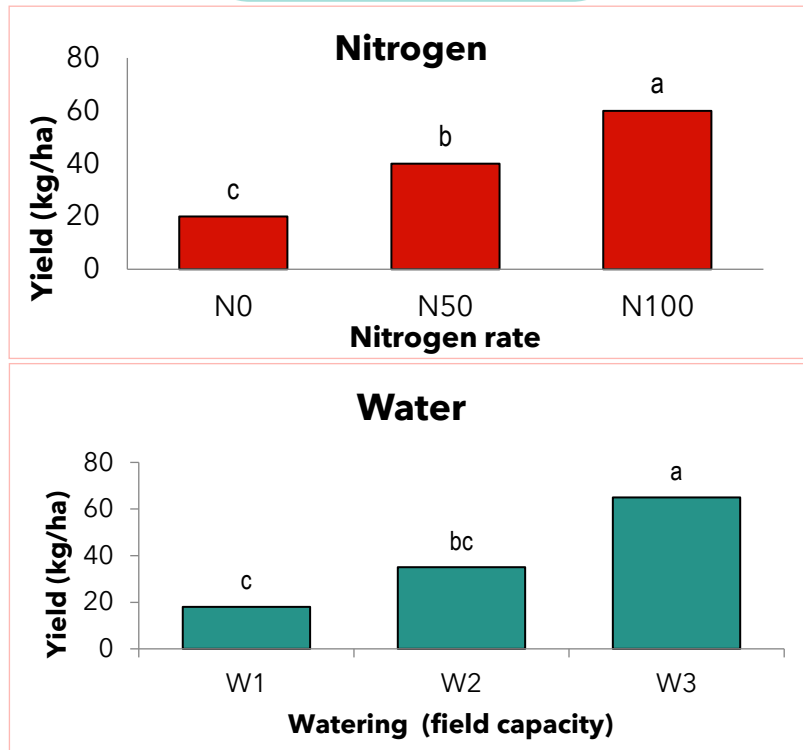 Nitrogen
Yield (kg/ha)
80
60
40
20
0
c
b
a
N0
N50
N100
Nitrogen rate
Water
Yield (kg/ha)
80
60
40
20
0
c
bc
a
W1
W2
W3
Watering (field capacity)